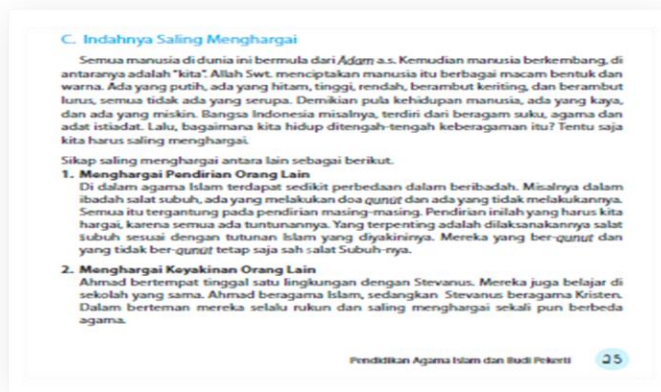 C. Indahnya Saling Menghargai
Semua manusia di dunia ini bermula dari Adam a.s. Kemudian manusia berkembang, di
antaranya adalah "kita". Allah Swt. menciptakan manusia itu berbagai macam bentuk dan
warna. Ada yang putih, ada yang hitam, tinggi, rendah, berambut keriting, dan berambut
lurus, semua tidak ada yang serupa. Demikian pula kehidupan manusia, ada yang kaya,
dan ada yang miskin. Bangsa Indonesia misalnya, terdiri dari beragam suku, agama dan
adat istiadat. Lalu, bagaimana kita hidup ditengah-tengah keberagaman itu? Tentu saja
kita harus saling menghargai.
Sikap saling menghargai antara lain sebagai berikut.
1. Menghargai Pendirian Orang Lain
Di dalam agama Islam terdapat sedikit perbedaan dalam beribadah. Misalnya dalam
ibadah salat subuh, ada yang melakukan doa qunut dan ada yang tidak melakukannya.
Semua itu tergantung pada pendirian masing-masing. Pendirian inilah yang harus kita
hargai, karena semua ada tuntunannya. Yang terpenting adalah dilaksanakannya salat
subuh sesuai dengan tutunan Islam yang diyakininya. Mereka yang ber-qunut dan
yang tidak ber-qunut tetap saja sah salat Subuh-nya.
2. Menghargai Keyakinan Orang Lain
Ahmad bertempat tinggal satu lingkungan dengan Stevanus. Mereka juga belajar di
sekolah yang sama. Ahmad beragama Islam, sedangkan Stevanus beragama Kristen.
Dalam berteman mereka selalu rukun dan saling menghargai sekali pun berbeda
agama.
Pendidikan Agama Islam dan Budi Pekerti 25